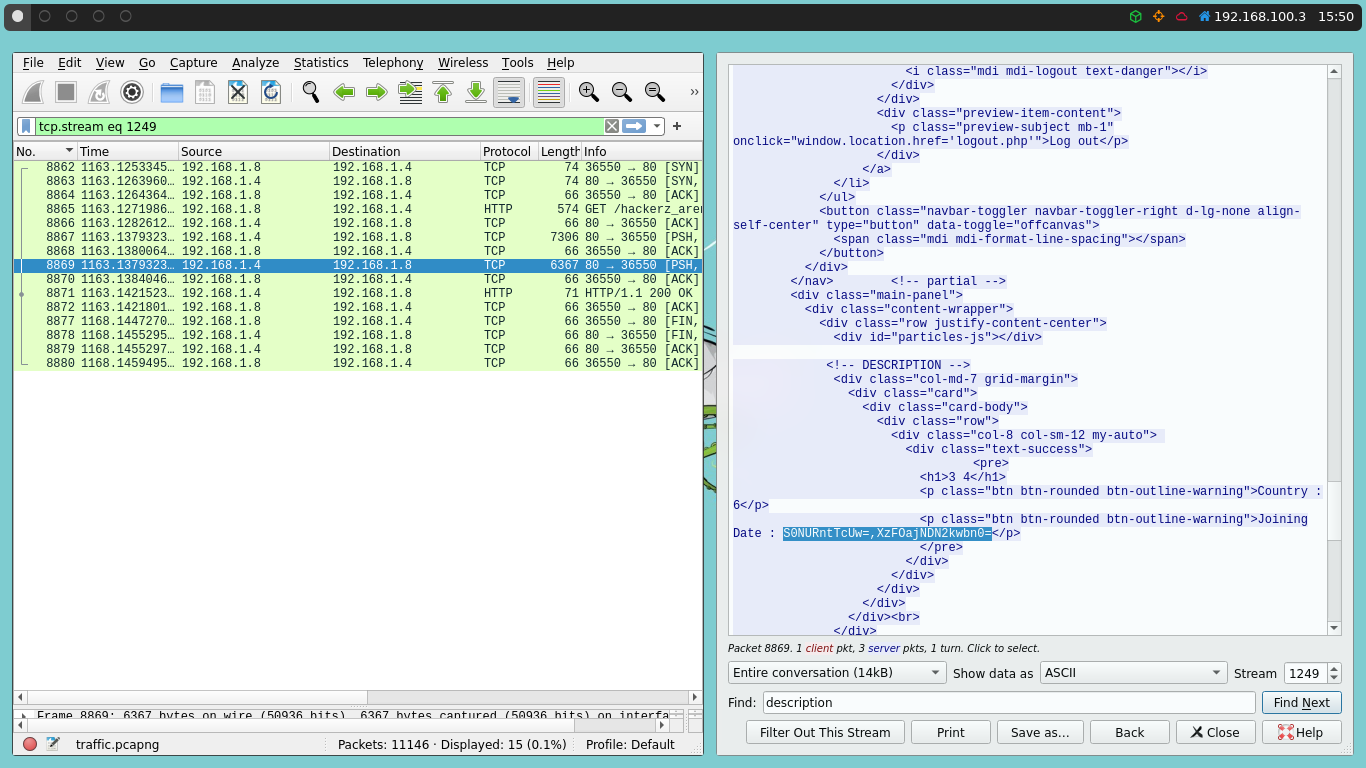 192.168.100.3 15:50
File Edit View Go Capture Analyze Statistics Telephony Wireless Tools Help
tcp.stream eq 1249
No. Time Source Destination Protocol Length Info
8862 1163.1253345… 192.168.1.8 192.168.1.4 TCP 74 36550 → 80 [SYN]
8863 1163.1263960… 192.168.1.4 192.168.1.8 TCP 74 80 → 36550 [SYN,
8864 1163.1264364… 192.168.1.8 192.168.1.4 TCP 66 36550 → 80 [ACK]
8865 1163.1271986… 192.168.1.8 192.168.1.4 HTTP 574 GET /hackerz_are
8866 1163.1282612… 192.168.1.4 192.168.1.8 TCP 66 80 → 36550 [ACK]
8867 1163.1379323… 192.168.1.4 192.168.1.8 TCP 7306 80 → 36550 [PSH,
8868 1163.1380064… 192.168.1.8 192.168.1.4 TCP 66 36550 → 80 [ACK]
8869 1163.1379323… 192.168.1.4 192.168.1.8 TCP 6367 80 → 36550 [PSH,
8870 1163.1384046… 192.168.1.8 192.168.1.4 TCP 66 36550 → 80 [ACK]
8871 1163.1421523… 192.168.1.4 192.168.1.8 HTTP 71 HTTP/1.1 200 OK
8872 1163.1421801… 192.168.1.8 192.168.1.4 TCP 66 36550 → 80 [ACK]
8877 1168.1447270… 192.168.1.8 192.168.1.4 TCP 66 36550 → 80 [FIN,
8878 1168.1455295… 192.168.1.4 192.168.1.8 TCP 66 80 → 36550 [FIN,
8879 1168.1455297… 192.168.1.4 192.168.1.8 TCP 66 80 → 36550 [ACK]
8880 1168.1459495… 192.168.1.8 192.168.1.4 TCP 66 36550 → 80 [ACK]
Frame 8869: 6367 bytes on wire (50936 bits), 6367 bytes captured (50936 bits) on interfa
traffic.pcapng Packets: 11146 · Displayed: 15 (0.1%) Profile: Default
<i class="mdi mdi-logout text-danger"></i>
</div>
</div>
<div class="preview-item-content">
<p class="preview-subject mb-1"
onclick="window.location.href='logout.php'">Log out</p>
</div>
</a>
</li>
</ul>
<button class="navbar-toggler navbar-toggler-right d-lg-none align-
self-center" type="button" data-toggle="offcanvas">
<span class="mdi mdi-format-line-spacing"></span>
</button>
</div>
</nav> <!-- partial -->
<div class="main-panel">
<div class="content-wrapper">
<div class="row justify-content-center">
<div id="particles-js"></div>
<!-- DESCRIPTION -->
<div class="col-md-7 grid-margin">
<div class="card">
<div class="card-body">
<div class="row">
<div class="col-8 col-sm-12 my-auto">
<div class="text-success">
<pre>
<h1>3 4</h1>
<p class="btn btn-rounded btn-outline-warning">Country :
6</p>
<p class="btn btn-rounded btn-outline-warning">Joining
Date : S0NURntTcUw=,XzFOajNDN2kwbn0=</p>
</pre>
</div>
</div>
</div>
</div>
</div><br>
</div>
Packet 8869. 1 client pkt, 3 server pkts, 1 turn. Click to select.
Entire conversation (14kB) Show data as ASCII Stream 1249
Find: description Find Next
Filter Out This Stream Print Save as… Back Close Help